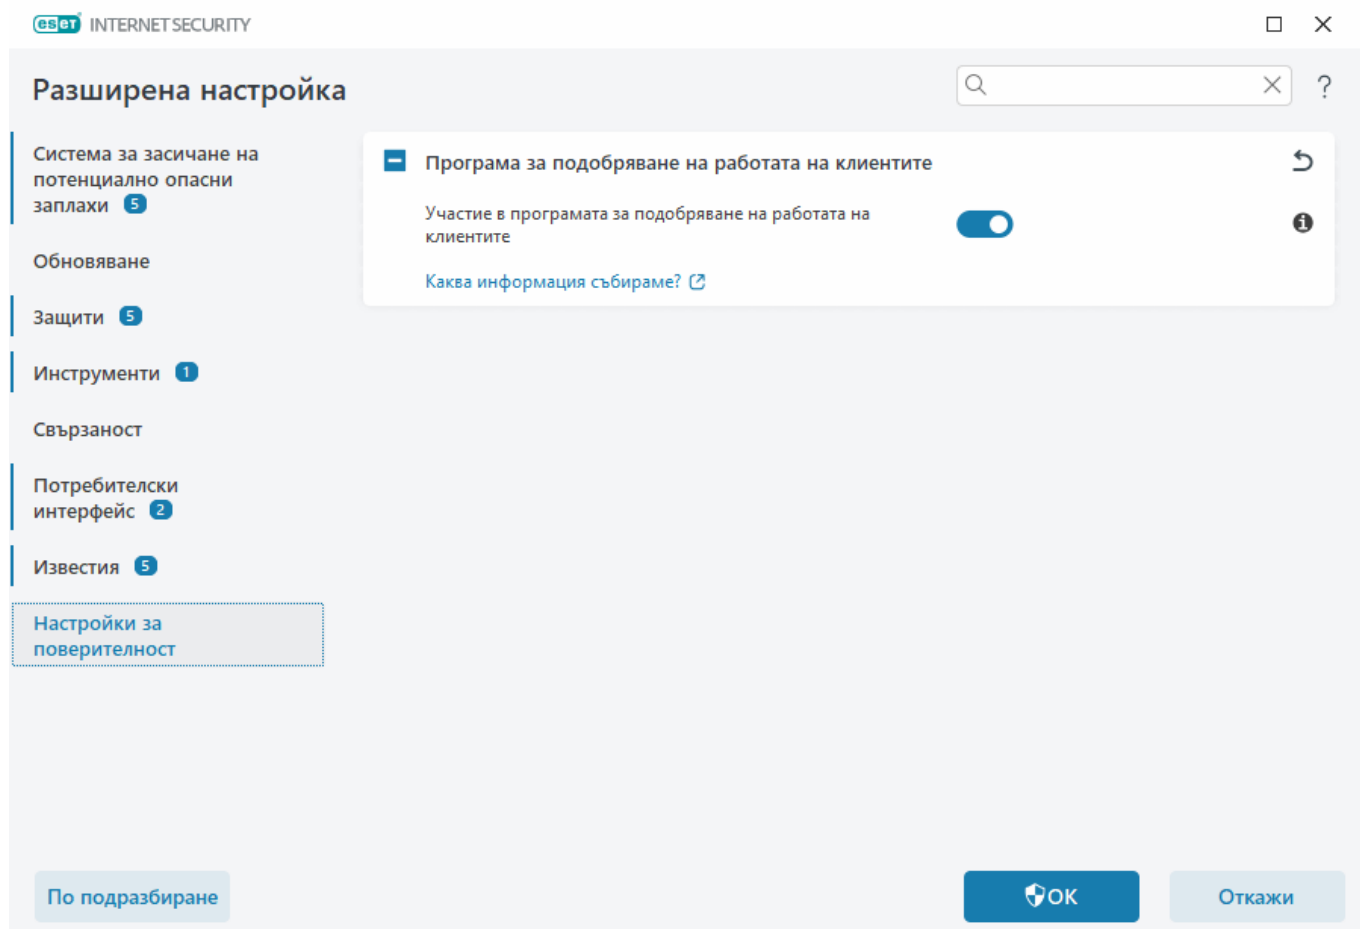 eset INTERNET SECURITY
Разширена настройка
?
Система за засичане на
потенциално опасни
заплахи 5
Обновяване
Защити 5
Инструменти 1
Свързаност
Потребителски
интерфейс 2
Известия 5
Настройки за
поверителност
Програма за подобряване на работата на клиентите
Участие в програмата за подобряване на работата на
клиентите
Каква информация събираме?
По подразбиране
ОК
Откажи